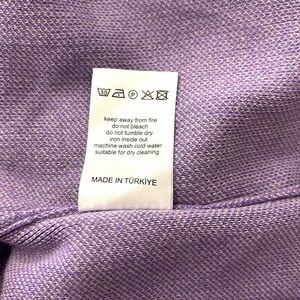 keep away from fire
do not bleach
do not tumble dry
iron inside out
machine wash cold water
suitable for dry cleaning
MADE IN TÜRKİYE